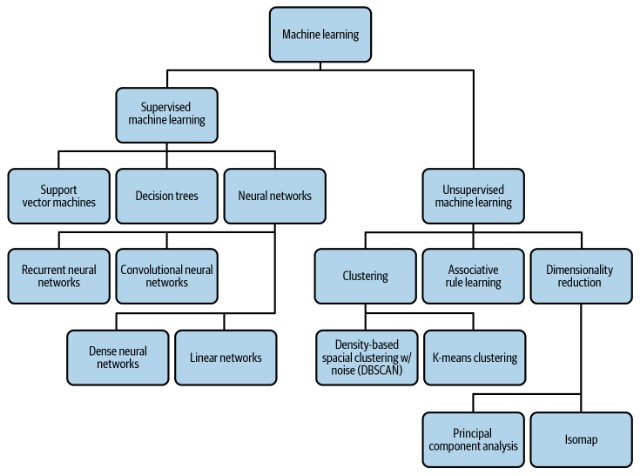 Machine learning
Supervised
machine learning
Support
vector machines
Decision trees
Neural networks
Unsupervised
machine learning
Recurrent neural
networks
Convolutional neural
networks
Clustering
Associative
rule learning
Dimensionality
reduction
Dense neural
networks
Linear networks
Density-based
spacial clustering w/
noise (DBSCAN)
K-means clustering
Principal
component analysis
Isomap